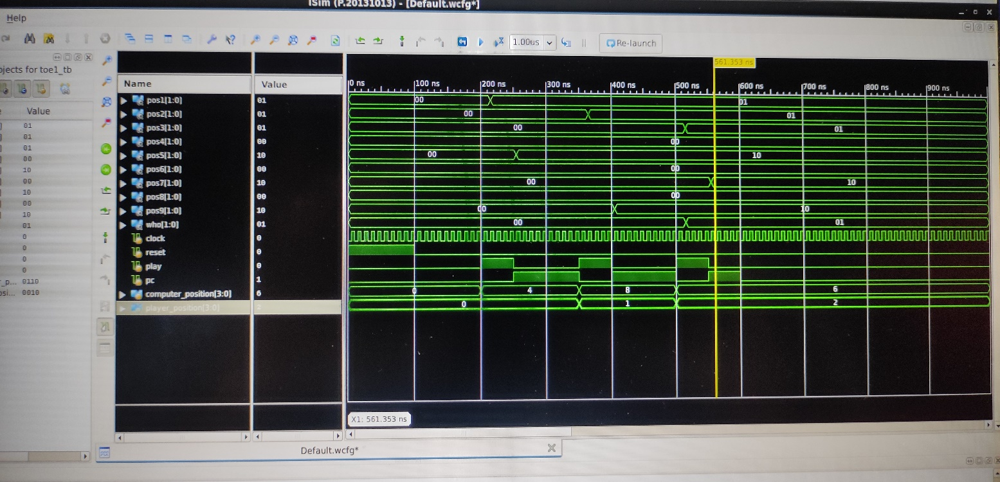 ISim (P.20131013) - [Default.wcfg*]
Help
1.00us
Re-launch
jects for toe1_tb
Value
01
01
01
00
10
00
10
00
10
01
0
0
0
0
0110
0010
Name Value
pos1[1:0] 01
pos2[1:0] 01
pos3[1:0] 01
pos4[1:0] 00
pos5[1:0] 10
pos6[1:0] 00
pos7[1:0] 10
pos8[1:0] 00
pos9[1:0] 10
who[1:0] 01
clock 0
reset 0
play 0
pc 1
computer_position[3:0] 6
player_position[3:0] 2
561.353 ns
0 ns 100 ns 200 ns 300 ns 400 ns 500 ns 600 ns 700 ns 800 ns 900 ns
00 01
00 01
00 01
00
00 10
00
00 10
00
00 10
00 01
0 4 8 6
0 1 2
X1: 561.353 ns
Default.wcfg*